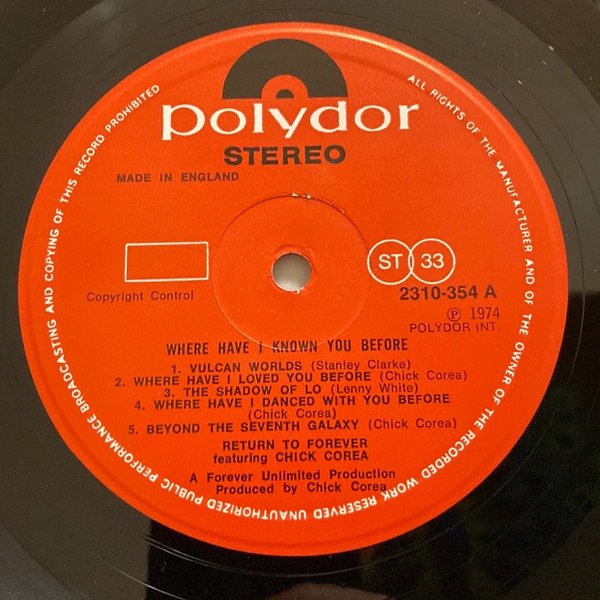 polydor
STEREO
MADE IN ENGLAND
Copyright Control
ST 33
2310-354 A
Ⓟ 1974
POLYDOR INT.
WHERE HAVE I KNOWN YOU BEFORE
1. VULCAN WORLDS (Stanley Clarke)
2. WHERE HAVE I LOVED YOU BEFORE (Chick Corea)
3. THE SHADOW OF LO (Lenny White)
4. WHERE HAVE I DANCED WITH YOU BEFORE
(Chick Corea)
5. BEYOND THE SEVENTH GALAXY (Chick Corea)
RETURN TO FOREVER
featuring CHICK COREA
A Forever Unlimited Production
Produced by Chick Corea
ALL RIGHTS OF THE MANUFACTURER AND OF THE OWNER OF THE RECORDED WORK RESERVED UNAUTHORIZED PUBLIC PERFORMANCE BROADCASTING AND COPYING OF THIS RECORD PROHIBITED